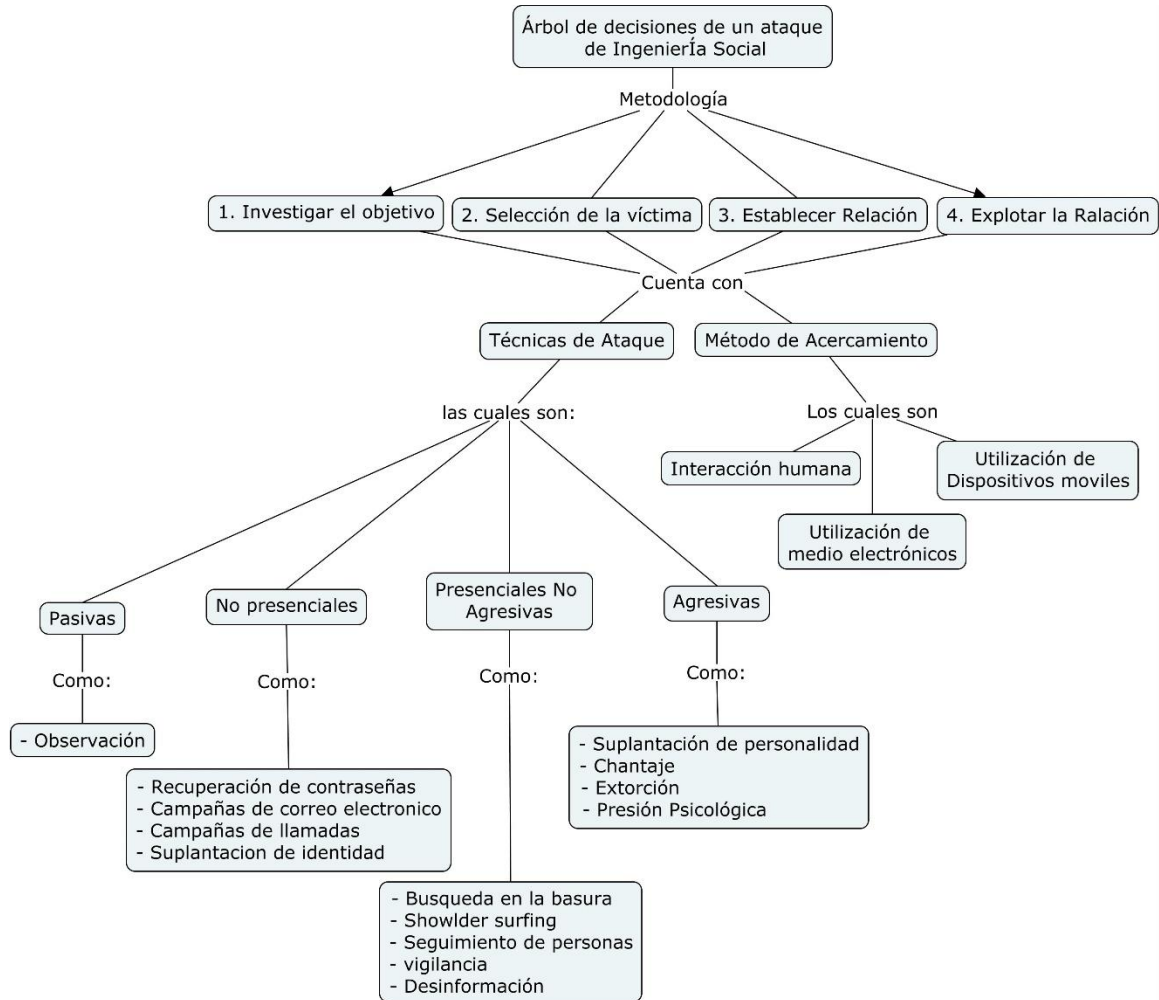 Árbol de decisiones de un ataque
de IngenierÍa Social
Metodología
1. Investigar el objetivo
2. Selección de la víctima
3. Establecer Relación
4. Explotar la Ralación
Cuenta con
Técnicas de Ataque
Método de Acercamiento
las cuales son:
Los cuales son
Interacción humana
Utilización de
Dispositivos moviles
Utilización de
medio electrónicos
Pasivas
No presenciales
Presenciales No
Agresivas
Agresivas
Como:
Como:
Como:
Como:
- Observación
- Recuperación de contraseñas
- Campañas de correo electronico
- Campañas de llamadas
- Suplantacion de identidad
- Busqueda en la basura
- Showlder surfing
- Seguimiento de personas
- vigilancia
- Desinformación
- Suplantación de personalidad
- Chantaje
- Extorción
- Presión Psicológica